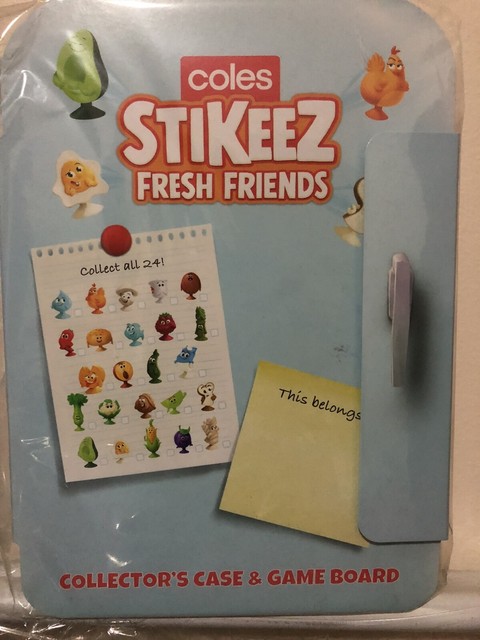 coles
STiKEEZ
FRESH FRIENDS
Collect all 24!
This belongs
COLLECTOR'S CASE & GAME BOARD